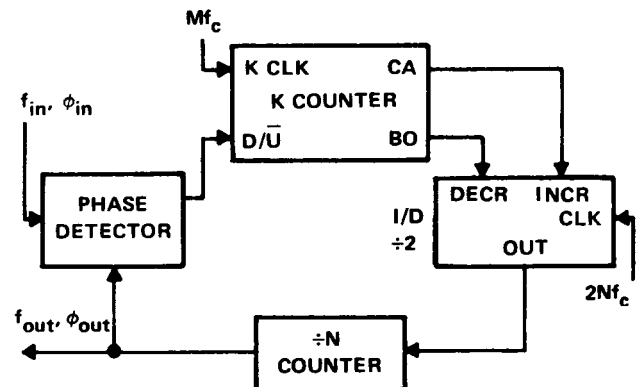 Mf_c
K CLK CA
K COUNTER
D/U̅ BO
f_in, ϕ_in
PHASE
DETECTOR
I/D
÷2
DECR INCR
CLK
OUT
2Nf_c
f_out, ϕ_out
÷N
COUNTER